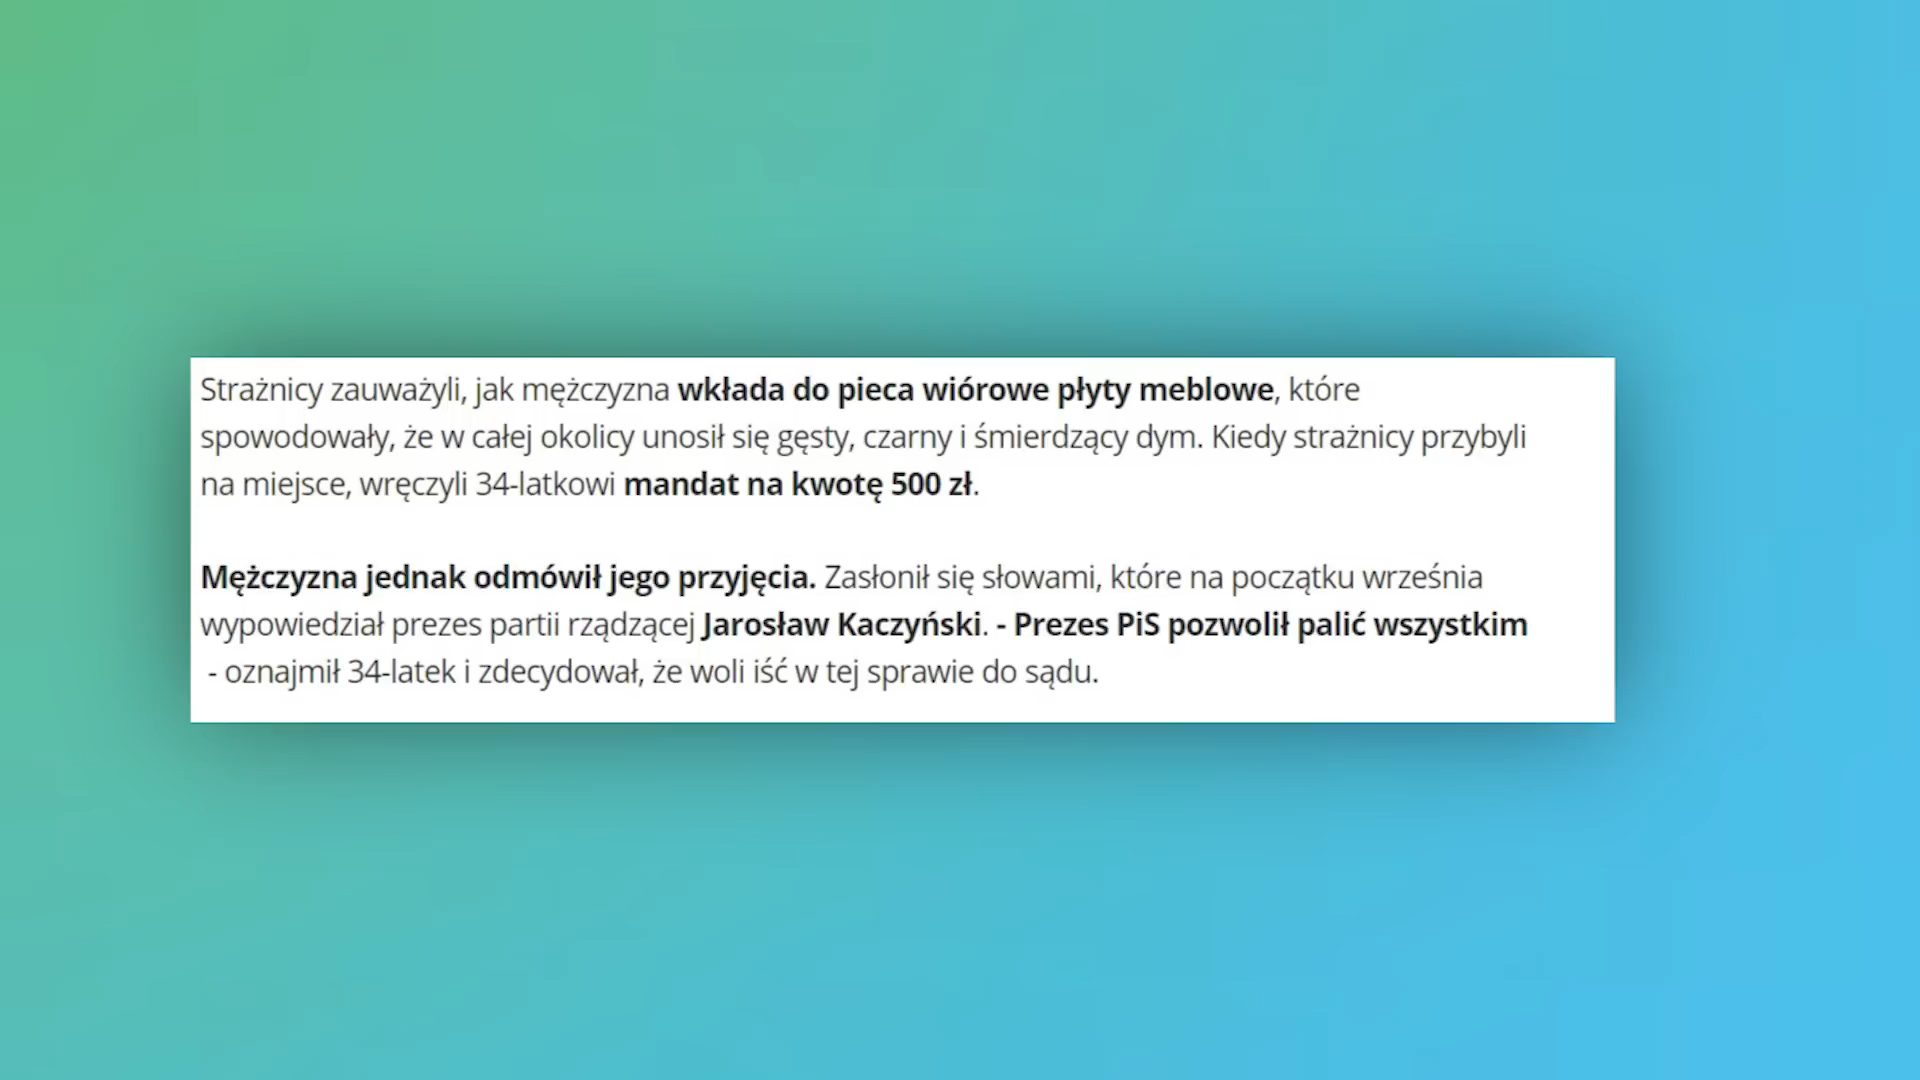 Strażnicy zauważyli, jak mężczyzna wkłada do pieca wiórowe płyty meblowe, które
spowodowały, że w całej okolicy unosił się gęsty, czarny i śmierdzący dym. Kiedy strażnicy przybyli
na miejsce, wręczyli 34-latkowi mandat na kwotę 500 zł.
Mężczyzna jednak odmówił jego przyjęcia. Zasłonił się słowami, które na początku września
wypowiedział prezes partii rządzącej Jarosław Kaczyński. - Prezes PiS pozwolił palić wszystkim
- oznajmił 34-latek i zdecydował, że woli iść w tej sprawie do sądu.